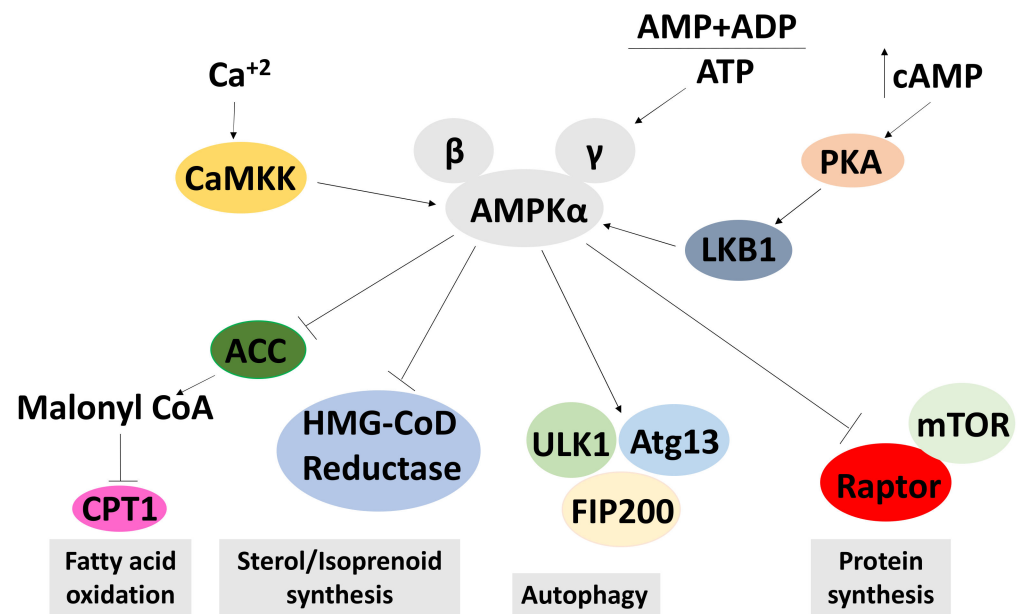 AMP+ADP
ATP
Ca+2
cAMP
β
γ
CaMKK
PKA
AMPKα
LKB1
ACC
Malonyl CoA
HMG-CoD
Reductase
ULK1
Atg13
mTOR
CPT1
FIP200
Raptor
Fatty acid
oxidation
Sterol/Isoprenoid
synthesis
Autophagy
Protein
synthesis